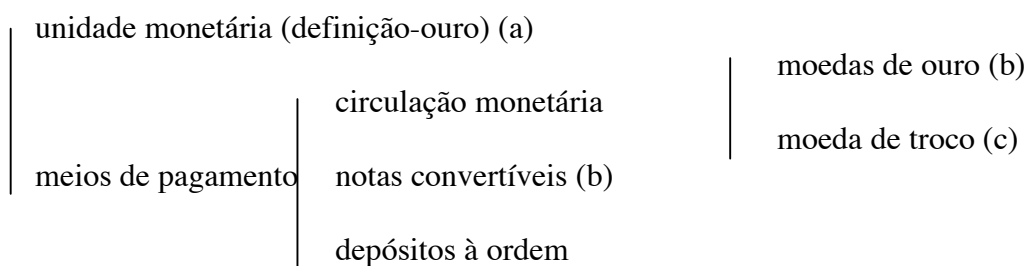 unidade monetária (definição-ouro) (a)
moedas de ouro (b)
circulação monetária
moeda de troco (c)
meios de pagamento
notas convertíveis (b)
depósitos à ordem